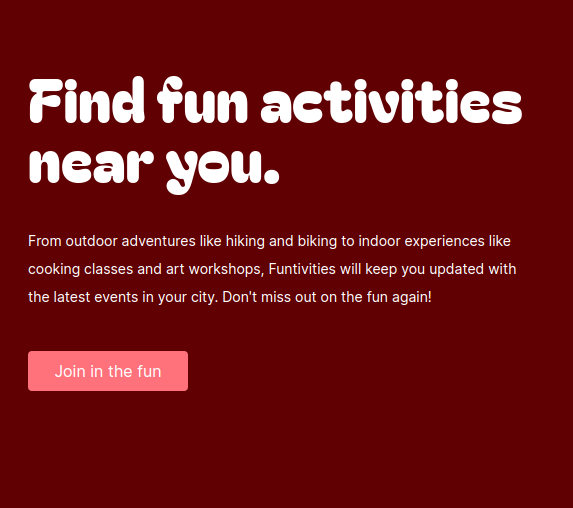 Find fun activities
near you.
From outdoor adventures like hiking and biking to indoor experiences like
cooking classes and art workshops, Funtivities will keep you updated with
the latest events in your city. Don't miss out on the fun again!
Join in the fun